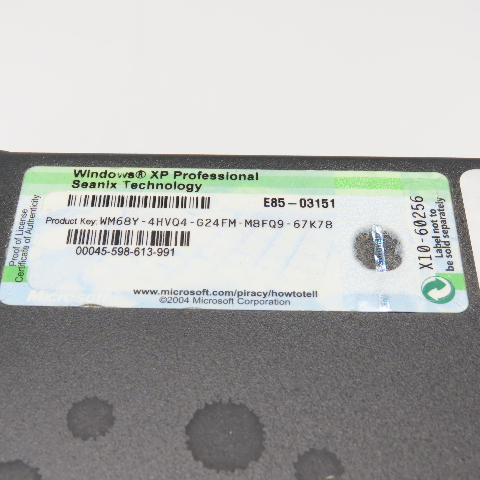 Windows® XP Professional
Seanix Technology
E85-03151
Product Key: WM68Y-4HVQ4-G24FM-M8FQ9-67K78
00045-598-613-991
www.microsoft.com/piracy/howtotell
©2004 Microsoft Corporation
Proof of License
Certificate of Authenticity
X10-60256
Label not to
be sold separately